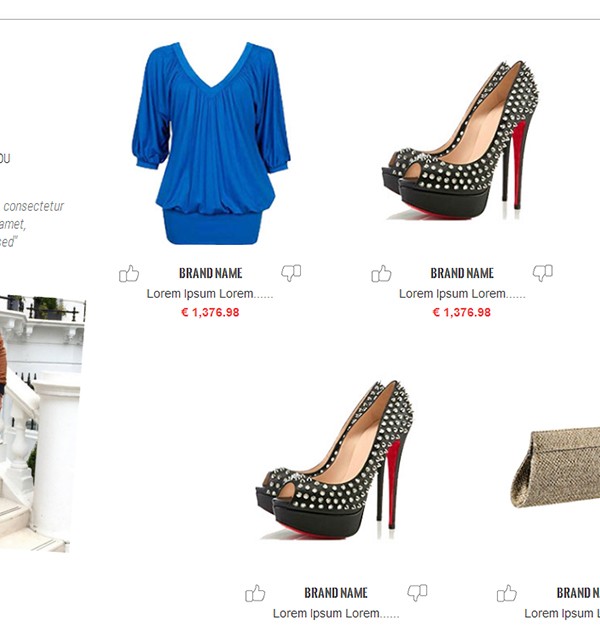 OU
consectetur
amet,
sed"
BRAND NAME
Lorem Ipsum Lorem......
€ 1,376.98
BRAND NAME
Lorem Ipsum Lorem......
€ 1,376.98
BRAND NAME
Lorem Ipsum Lorem......
BRAND N
Lorem Ipsum L